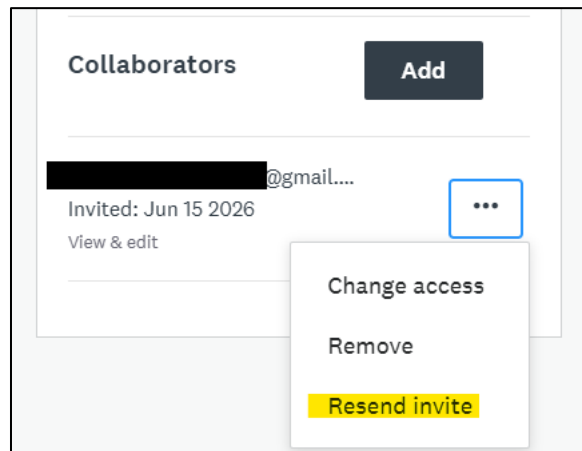 Collaborators
Add
@gmail....
Invited: Jun 15 2026
View & edit
•••
Change access
Remove
Resend invite